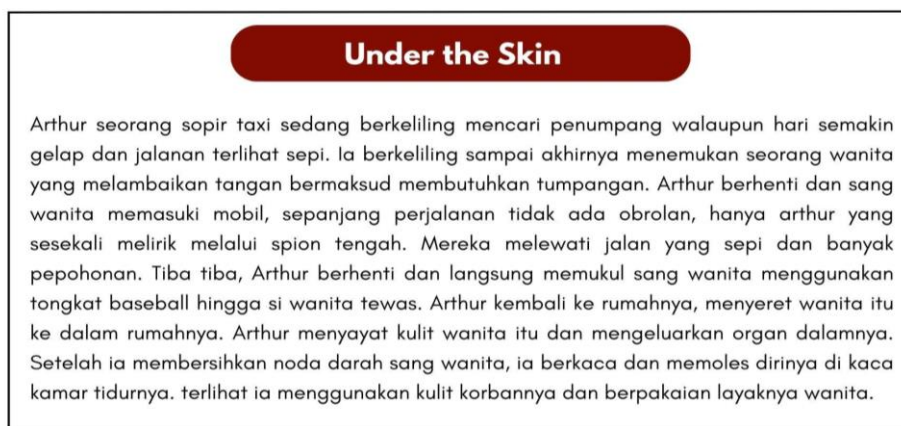 Under the Skin
Arthur seorang sopir taxi sedang berkeliling mencari penumpang walaupun hari semakin
gelap dan jalanan terlihat sepi. Ia berkeliling sampai akhirnya menemukan seorang wanita
yang melambaikan tangan bermaksud membutuhkan tumpangan. Arthur berhenti dan sang
wanita memasuki mobil, sepanjang perjalanan tidak ada obrolan, hanya arthur yang
sesekali melirik melalui spion tengah. Mereka melewati jalan yang sepi dan banyak
pepohonan. Tiba tiba, Arthur berhenti dan langsung memukul sang wanita menggunakan
tongkat baseball hingga si wanita tewas. Arthur kembali ke rumahnya, menyeret wanita itu
ke dalam rumahnya. Arthur menyayat kulit wanita itu dan mengeluarkan organ dalamnya.
Setelah ia membersihkan noda darah sang wanita, ia berkaca dan memoles dirinya di kaca
kamar tidurnya. terlihat ia menggunakan kulit korbannya dan berpakaian layaknya wanita.